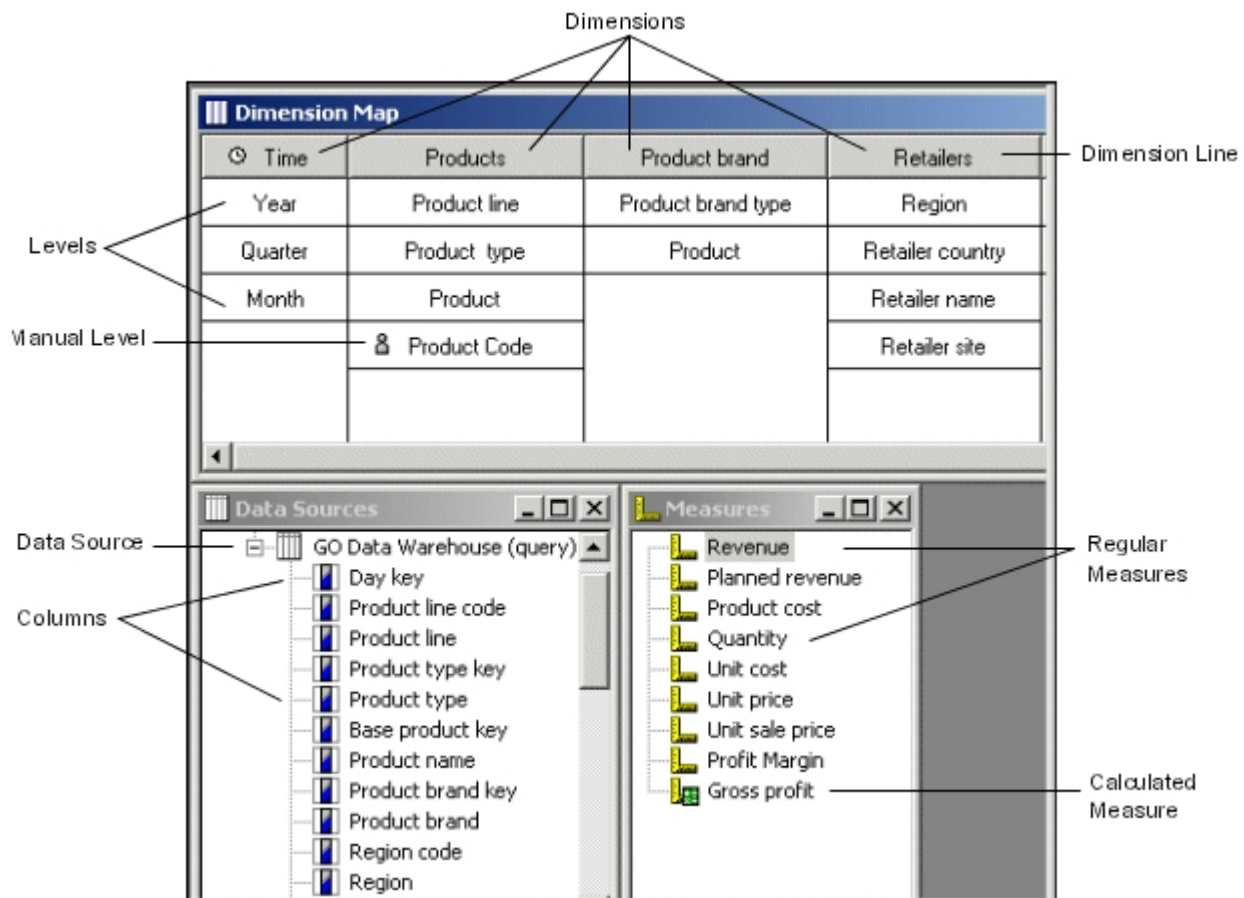 Dimensions
Dimension Map
Time Products Product brand Retailers Dimension Line
Year Product line Product brand type Region
Levels
Quarter Product type Product Retailer country
Month Product Retailer name
Manual Level Product Code Retailer site
Data Sources Measures
Data Source GO Data Warehouse (query) Revenue Regular
Measures
Day key Planned revenue
Columns Product line code Product cost
Product line Quantity
Product type key Unit cost
Product type Unit price
Base product key Unit sale price
Product name Profit Margin
Product brand key Gross profit Calculated
Measure
Product brand
Region code
Region